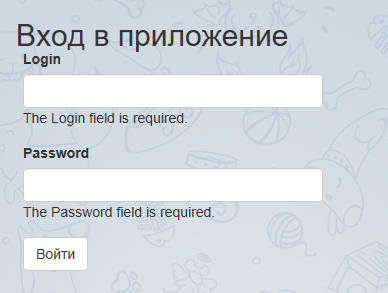 Вход в приложение
Login
The Login field is required.
Password
The Password field is required.
Войти